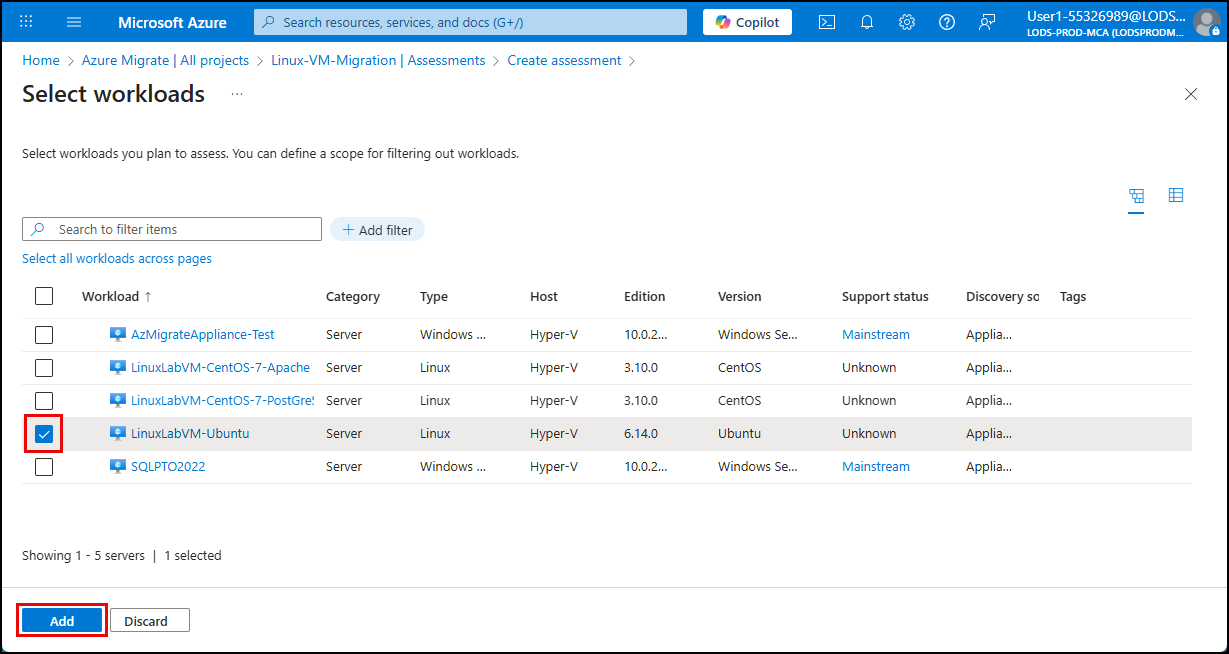 Microsoft Azure
Search resources, services, and docs (G+/)
Copilot
User1-55326989@LODS...
LODS-PROD-MCA (LODSPRODM...
Home > Azure Migrate | All projects > Linux-VM-Migration | Assessments > Create assessment >
Select workloads ...
Select workloads you plan to assess. You can define a scope for filtering out workloads.
Search to filter items
+ Add filter
Select all workloads across pages
Workload ↑ Category Type Host Edition Version Support status Discovery so Tags
AzMigrateAppliance-Test Server Windows ... Hyper-V 10.0.2... Windows Se... Mainstream Applia...
LinuxLabVM-CentOS-7-Apache Server Linux Hyper-V 3.10.0 CentOS Unknown Applia...
LinuxLabVM-CentOS-7-PostGreS Server Linux Hyper-V 3.10.0 CentOS Unknown Applia...
LinuxLabVM-Ubuntu Server Linux Hyper-V 6.14.0 Ubuntu Unknown Applia...
SQLPTO2022 Server Windows ... Hyper-V 10.0.2... Windows Se... Mainstream Applia...
Showing 1 - 5 servers | 1 selected
Add
Discard